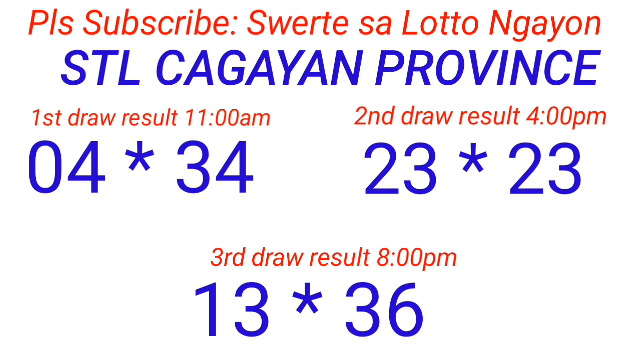 Pls Subscribe: Swerte sa Lotto Ngayon
STL CAGAYAN PROVINCE
1st draw result 11:00am
04 * 34
2nd draw result 4:00pm
23 * 23
3rd draw result 8:00pm
13 * 36